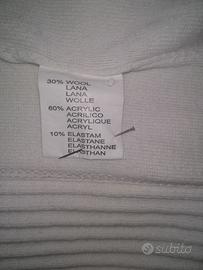 30% WOOL
LANA
LANA
WOLLE
60% ACRYLIC
ACRILICO
ACRYLIQUE
ACRYL
10% ELASTAM
ELASTANE
ELASTHANNE
ELASTHAN
subito